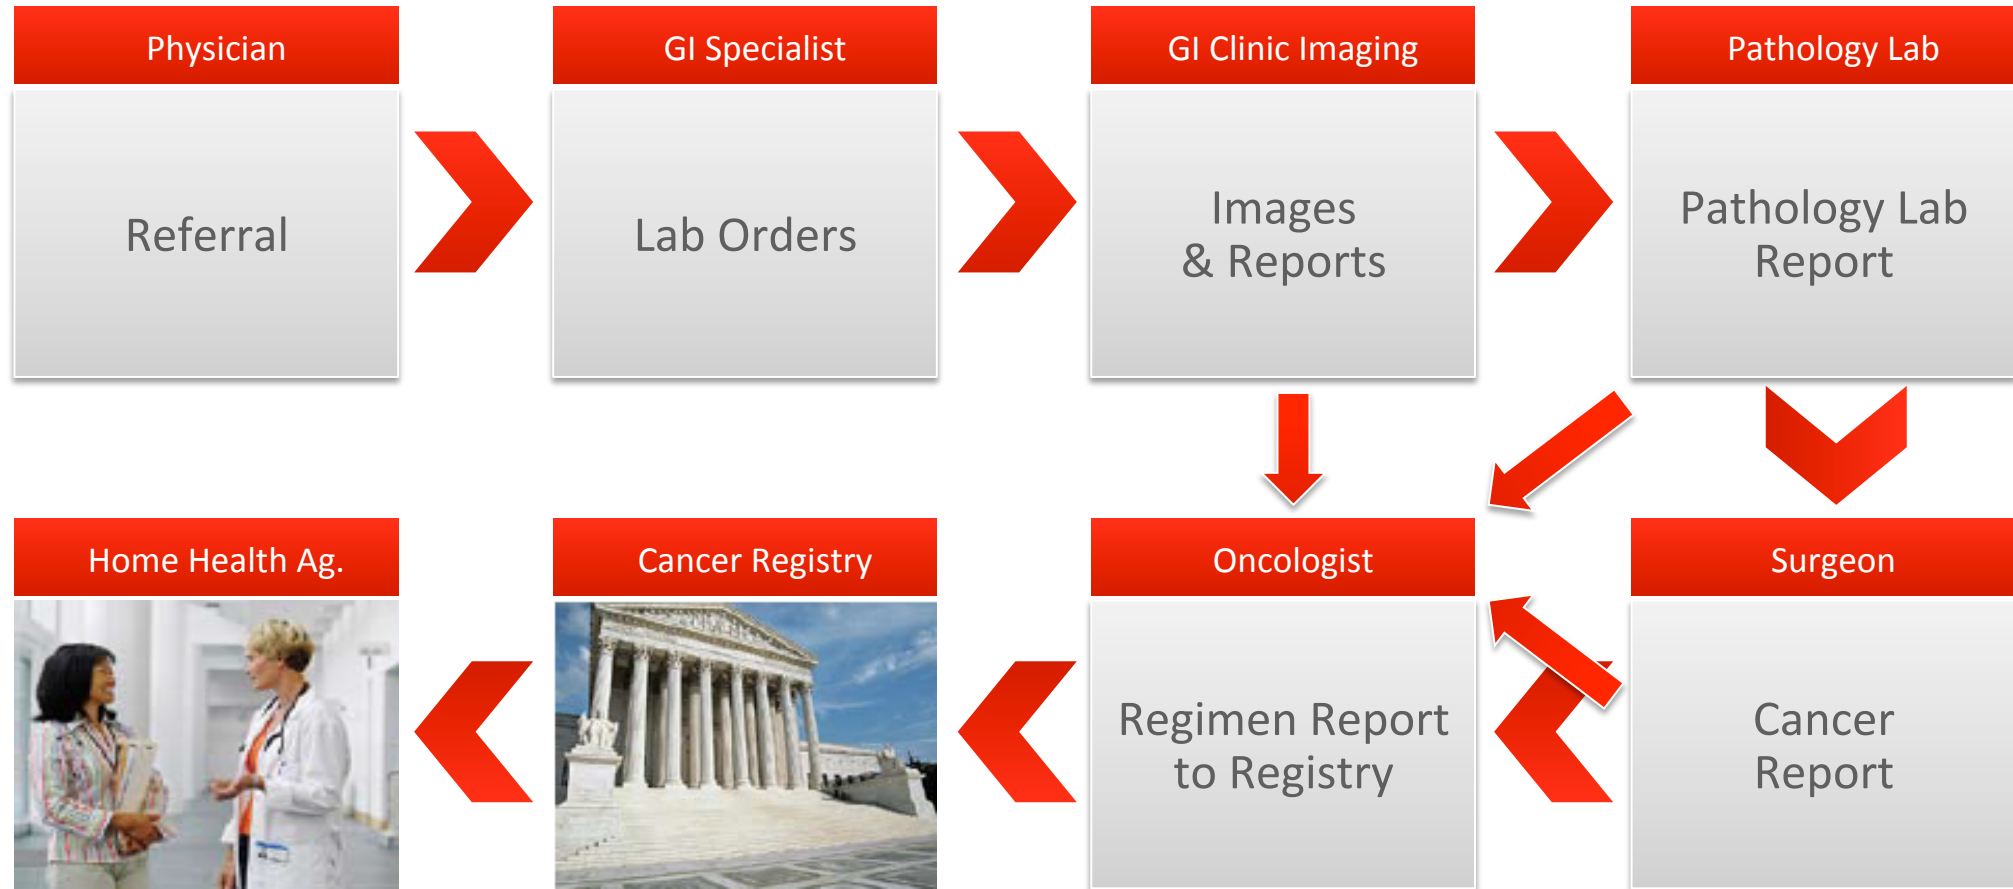 Physician
GI Specialist
GI Clinic Imaging
Pathology Lab
Referral
Lab Orders
Images
& Reports
Pathology Lab
Report
Home Health Ag.
Cancer Registry
Oncologist
Surgeon
Regimen Report
to Registry
Cancer
Report